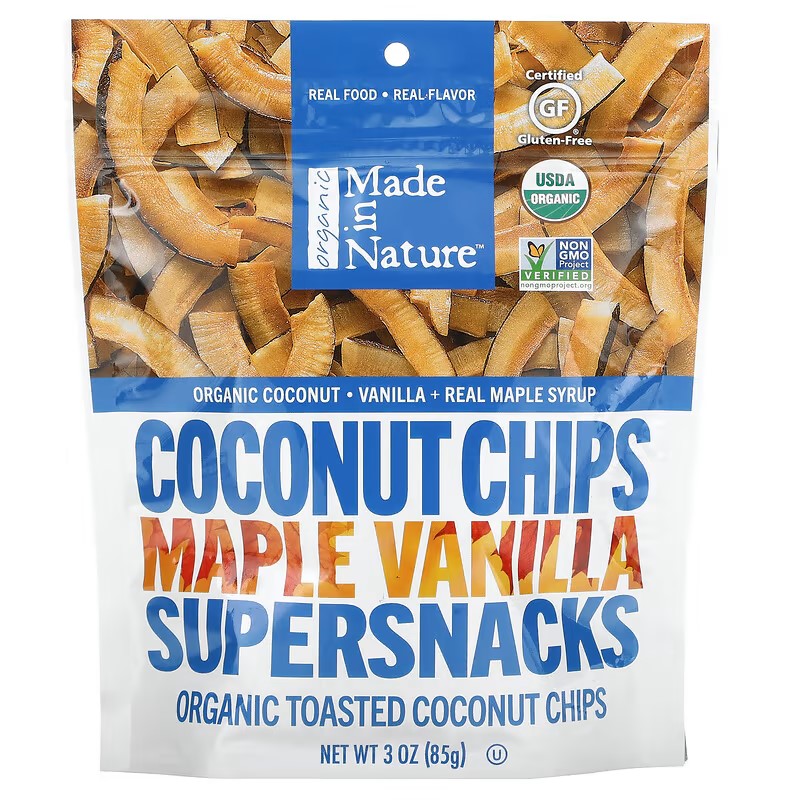 REAL FOOD • REAL FLAVOR
organic
Made
in
Nature™
Certified
GF
®
Gluten-Free
USDA
ORGANIC
NON
GMO
Project
VERIFIED
nongmoproject.org
ORGANIC COCONUT • VANILLA + REAL MAPLE SYRUP
COCONUT CHIPS
MAPLE VANILLA
SUPERSNACKS
ORGANIC TOASTED COCONUT CHIPS
NET WT 3 OZ (85g) U